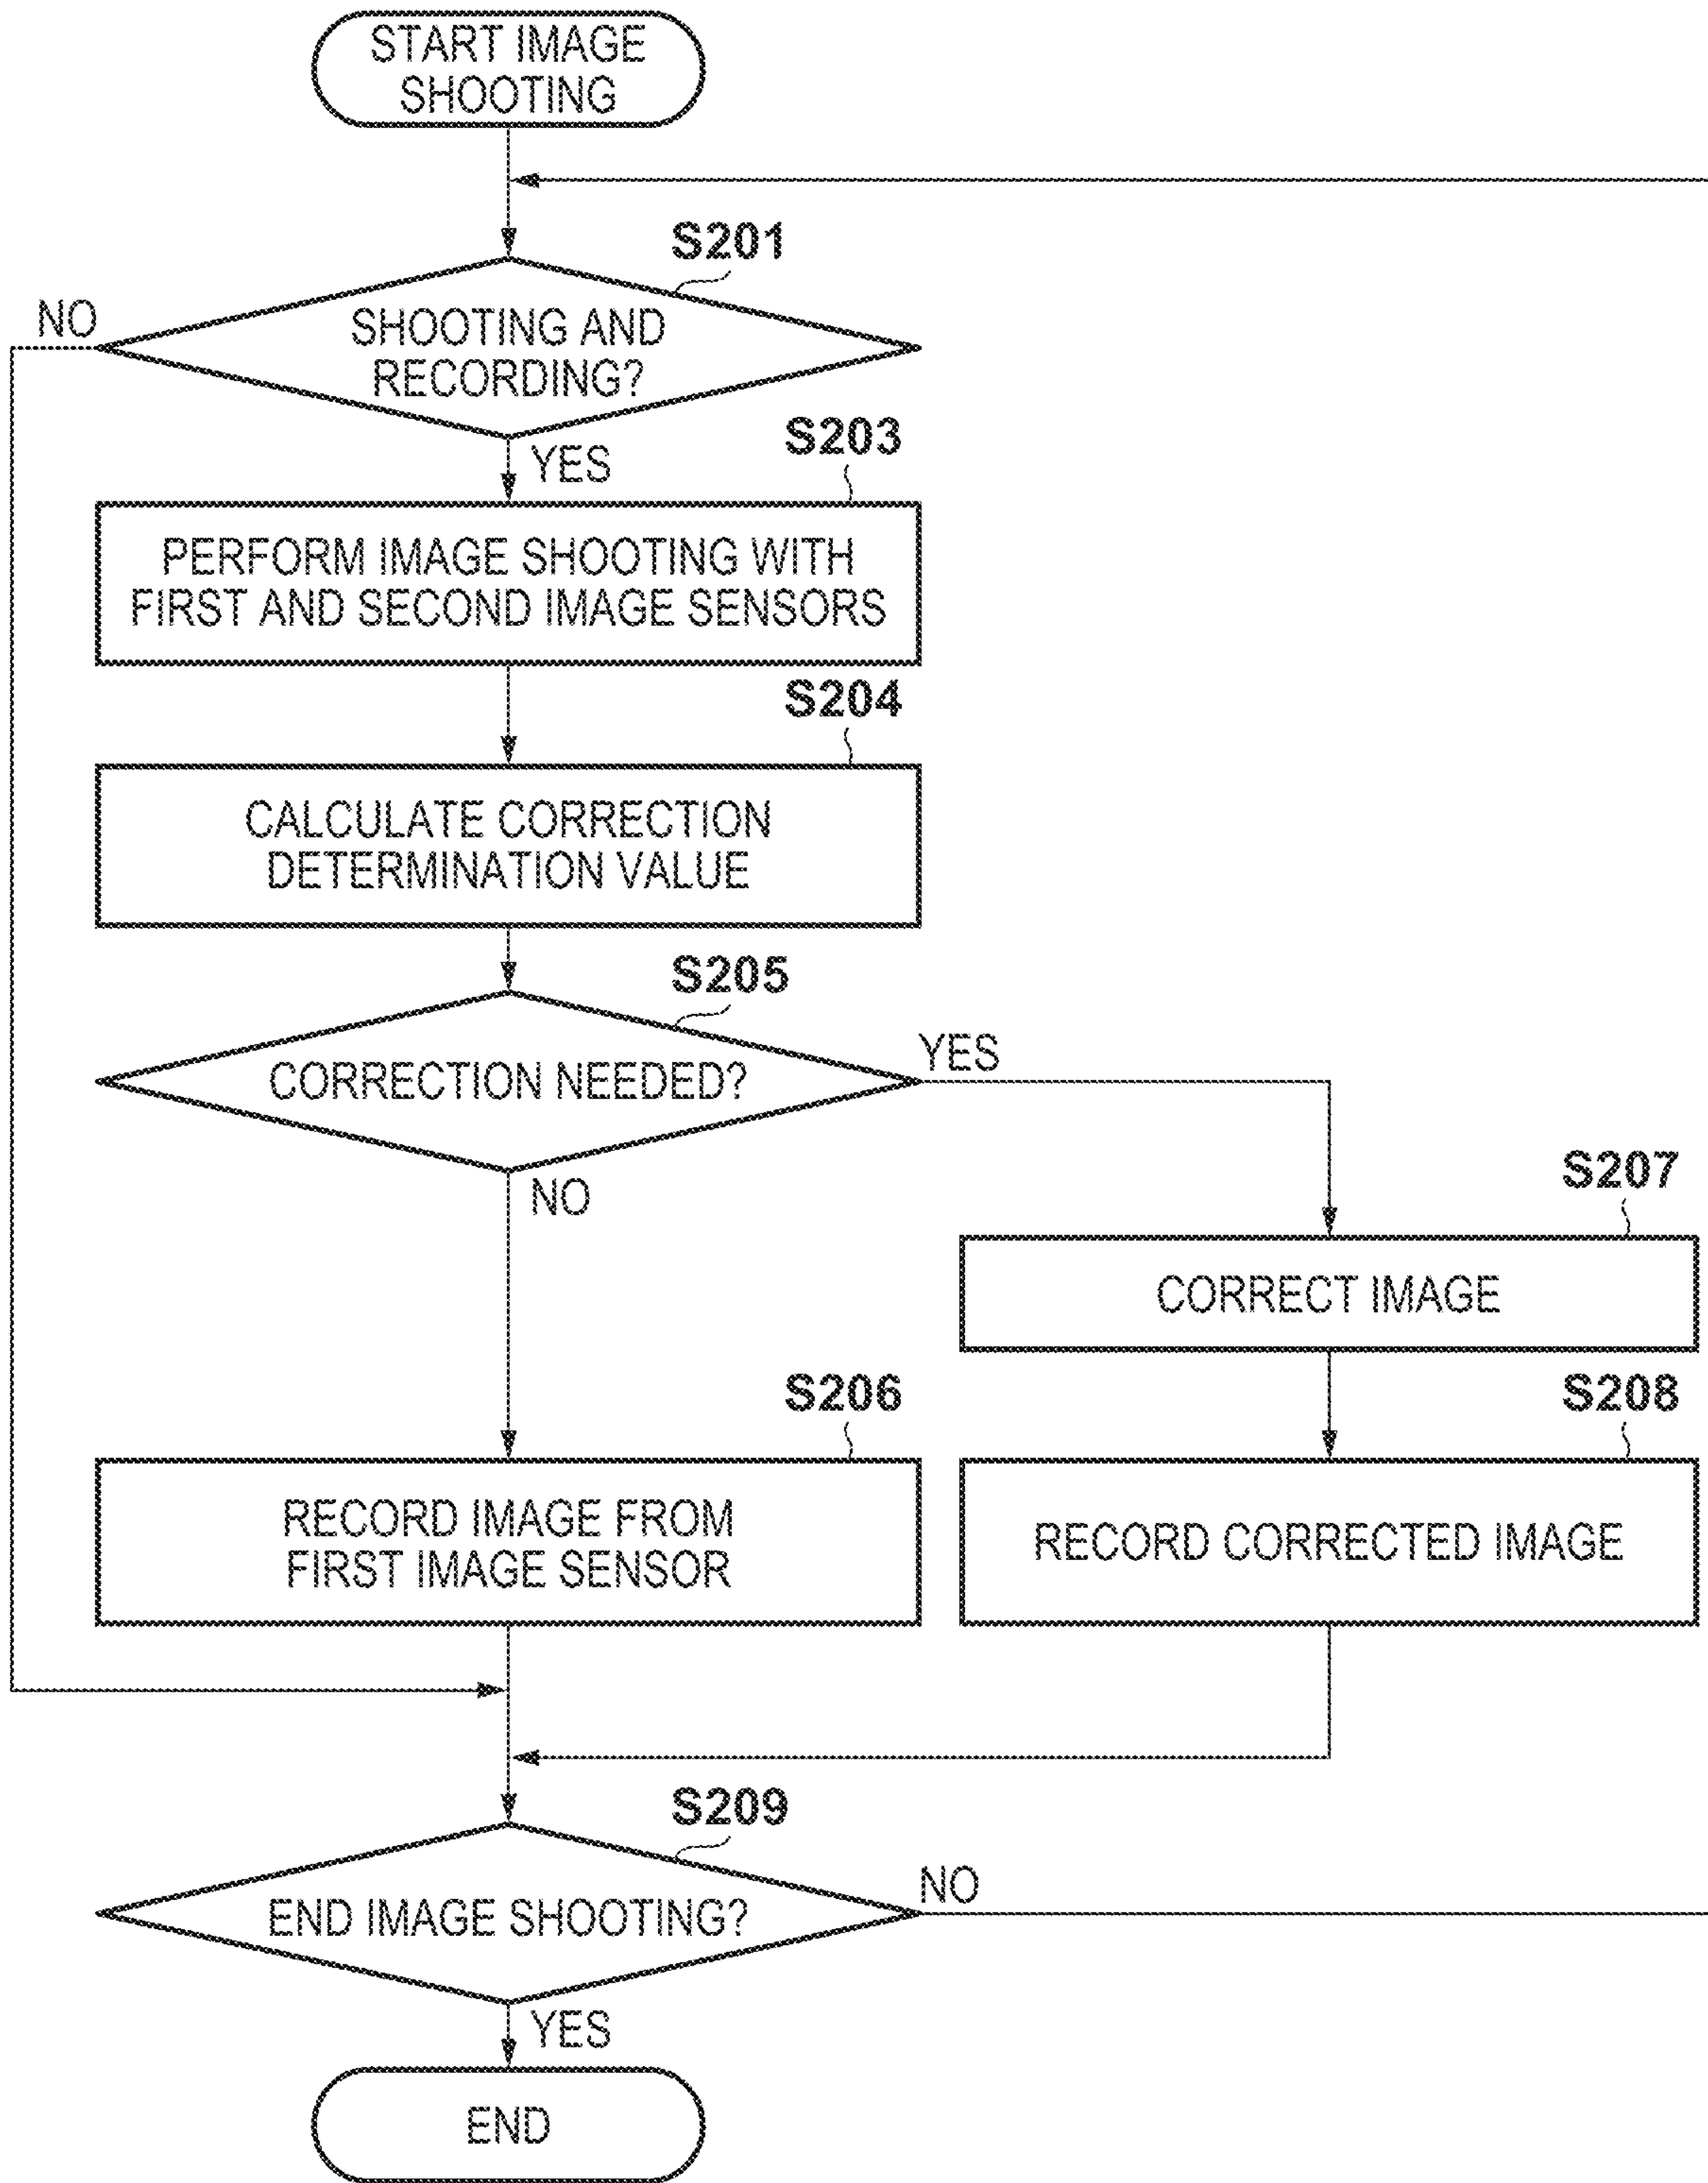 START IMAGE
SHOOTING
S201
NO
SHOOTING AND
RECORDING?
YES
S203
PERFORM IMAGE SHOOTING WITH
FIRST AND SECOND IMAGE SENSORS
S204
CALCULATE CORRECTION
DETERMINATION VALUE
S205
CORRECTION NEEDED?
YES
NO
S207
CORRECT IMAGE
S206
S208
RECORD IMAGE FROM
FIRST IMAGE SENSOR
RECORD CORRECTED IMAGE
S209
END IMAGE SHOOTING?
NO
YES
END